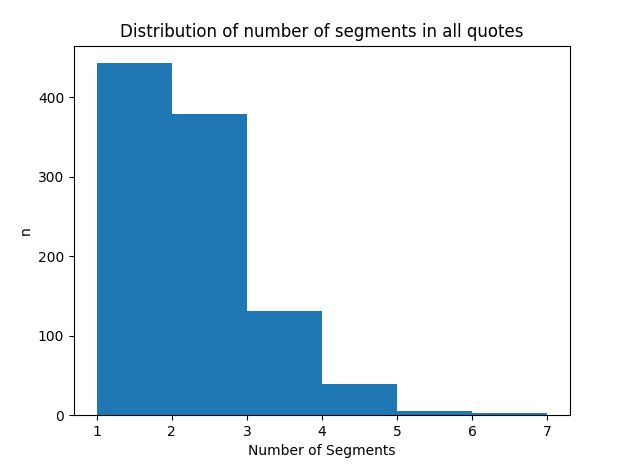 Distribution of number of segments in all quotes
400
300
200
100
0
n
1 2 3 4 5 6 7
Number of Segments